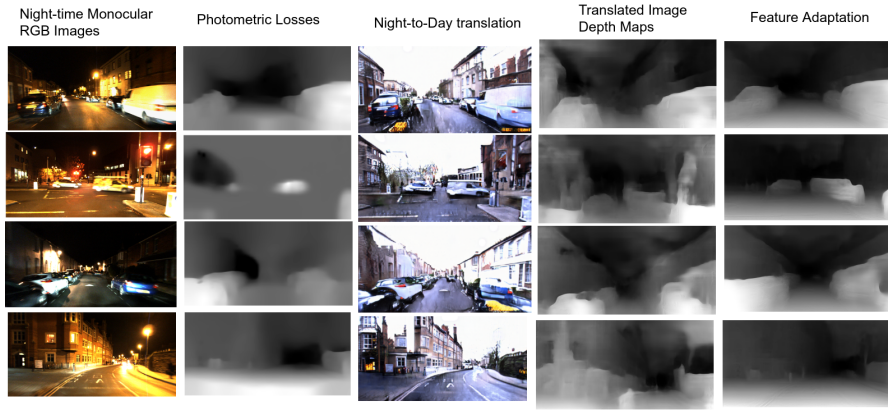 Night-time Monocular
RGB Images
Photometric Losses
Night-to-Day translation
Translated Image
Depth Maps
Feature Adaptation